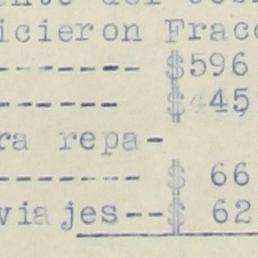 icieron Frac
------- $596
------ $45
ra repa-
------- $ 66
viajes--$ 62